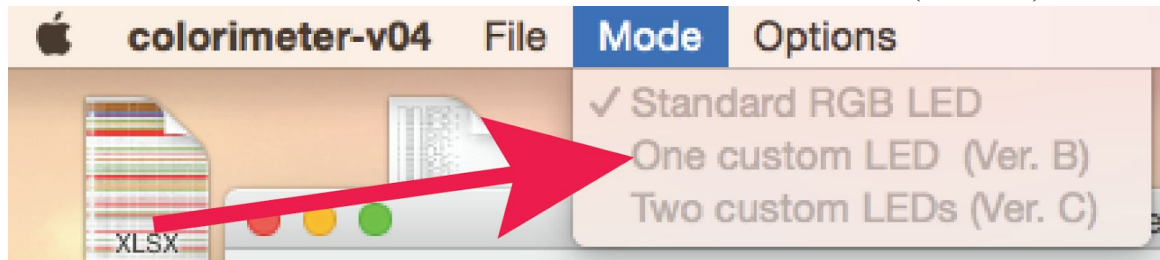 colorimeter-v04 File Mode Options
✓ Standard RGB LED
One custom LED (Ver. B)
Two custom LEDs (Ver. C)
XLSX